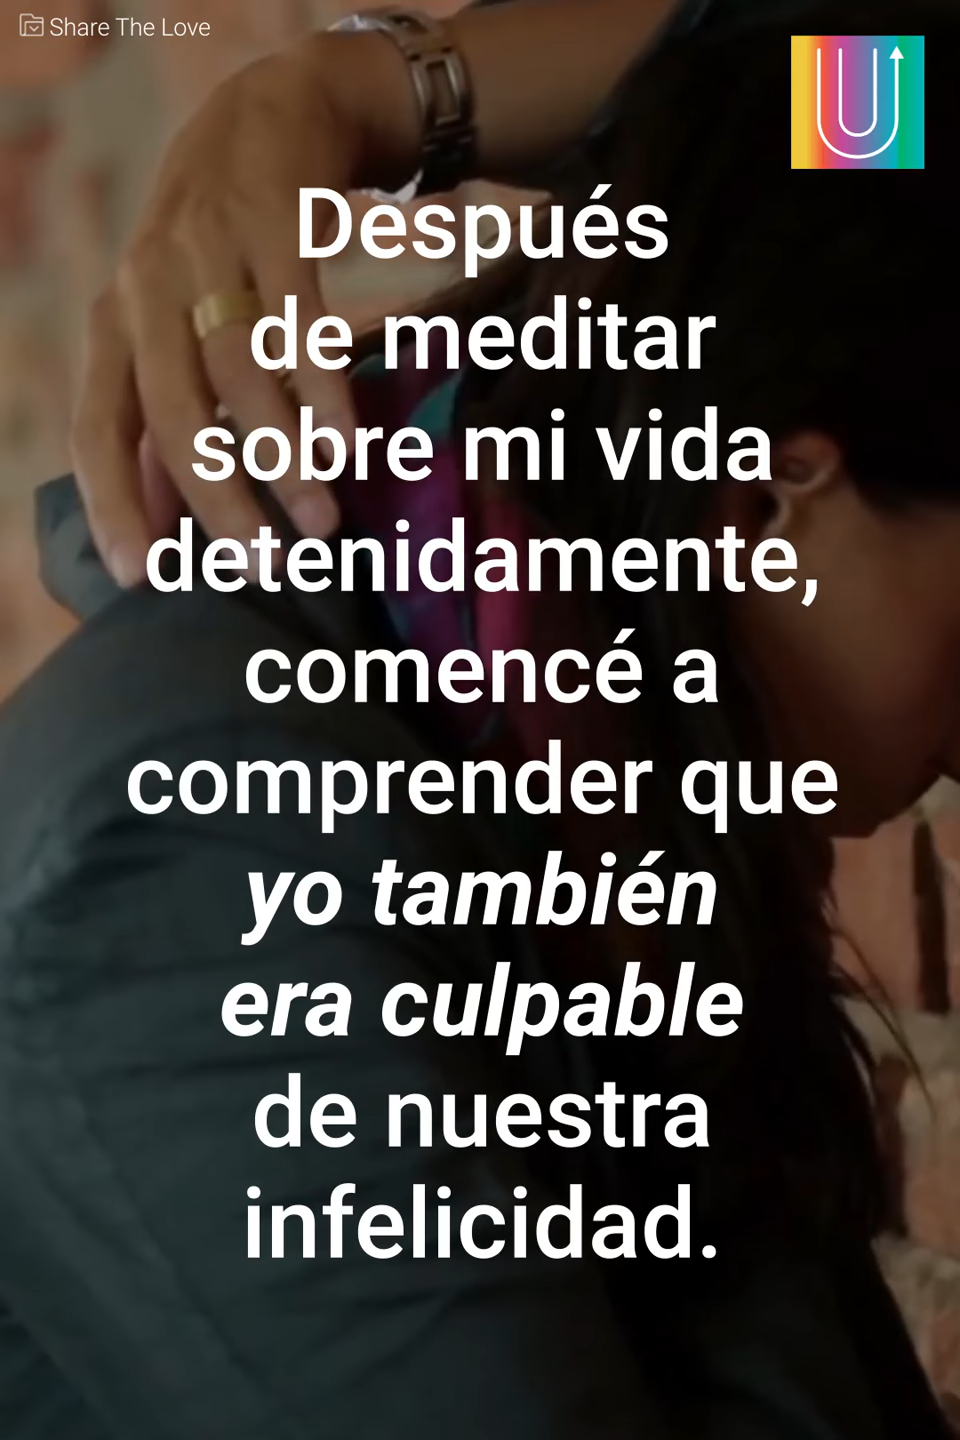 Share The Love
U
Después
de meditar
sobre mi vida
detenidamente,
comencé a
comprender que
yo también
era culpable
de nuestra
infelicidad.